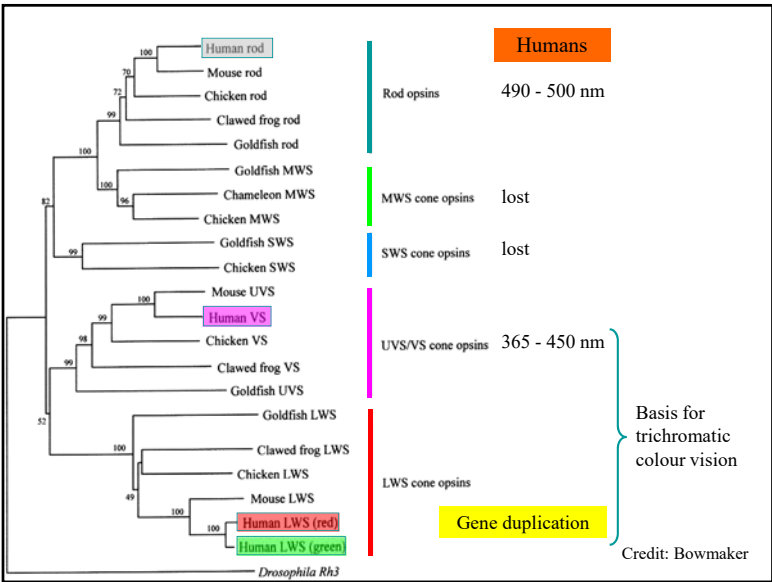 Humans
100
Human rod
70
Mouse rod
72
Chicken rod
Rod opsins
490 - 500 nm
99
Clawed frog rod
Goldfish rod
100
Goldfish MWS
100
Chameleon MWS
MWS cone opsins
lost
96
Chicken MWS
82
Goldfish SWS
SWS cone opsins
lost
99
Chicken SWS
Mouse UVS
100
Human VS
99
Chicken VS
UVS/VS cone opsins
365 - 450 nm
98
Clawed frog VS
99
Goldfish UVS
52
Goldfish LWS
Basis for
trichromatic
colour vision
100
Clawed frog LWS
Chicken LWS
LWS cone opsins
49
Mouse LWS
100
Human LWS (red)
Gene duplication
100
Human LWS (green)
Credit: Bowmaker
Drosophila Rh3